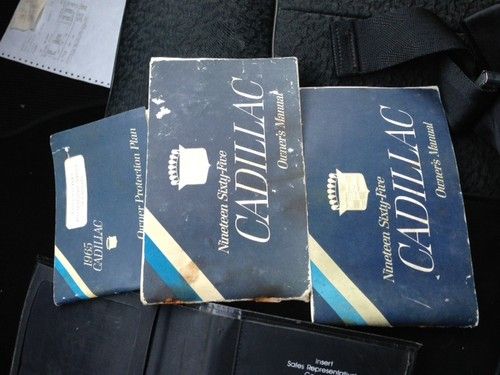 1965
CADILLAC
Owner Protection Plan
Nineteen Sixty-Five
CADILLAC
Owner's Manual
Nineteen Sixty-Five
CADILLAC
Owner's Manual
Insert
Sales Representative